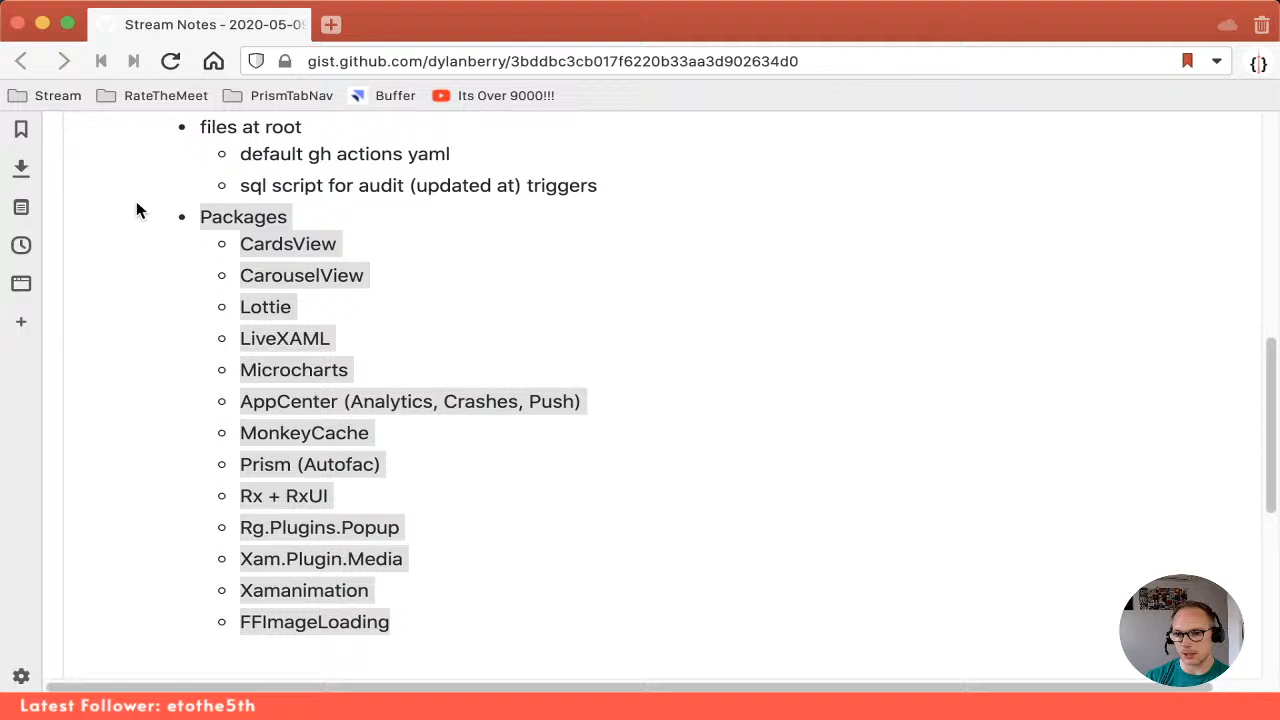 Stream Notes - 2020-05-09
gist.github.com/dylanberry/3bddbc3cb017f6220b33aa3d902634d0
Stream
RateTheMeet
PrismTabNav
Buffer
Its Over 9000!!!
files at root
default gh actions yaml
sql script for audit (updated at) triggers
Packages
CardsView
CarouselView
Lottie
LiveXAML
Microcharts
AppCenter (Analytics, Crashes, Push)
MonkeyCache
Prism (Autofac)
Rx + RxUI
Rg.Plugins.Popup
Xam.Plugin.Media
Xamanimation
FFImageLoading
Latest Follower: etothe5th